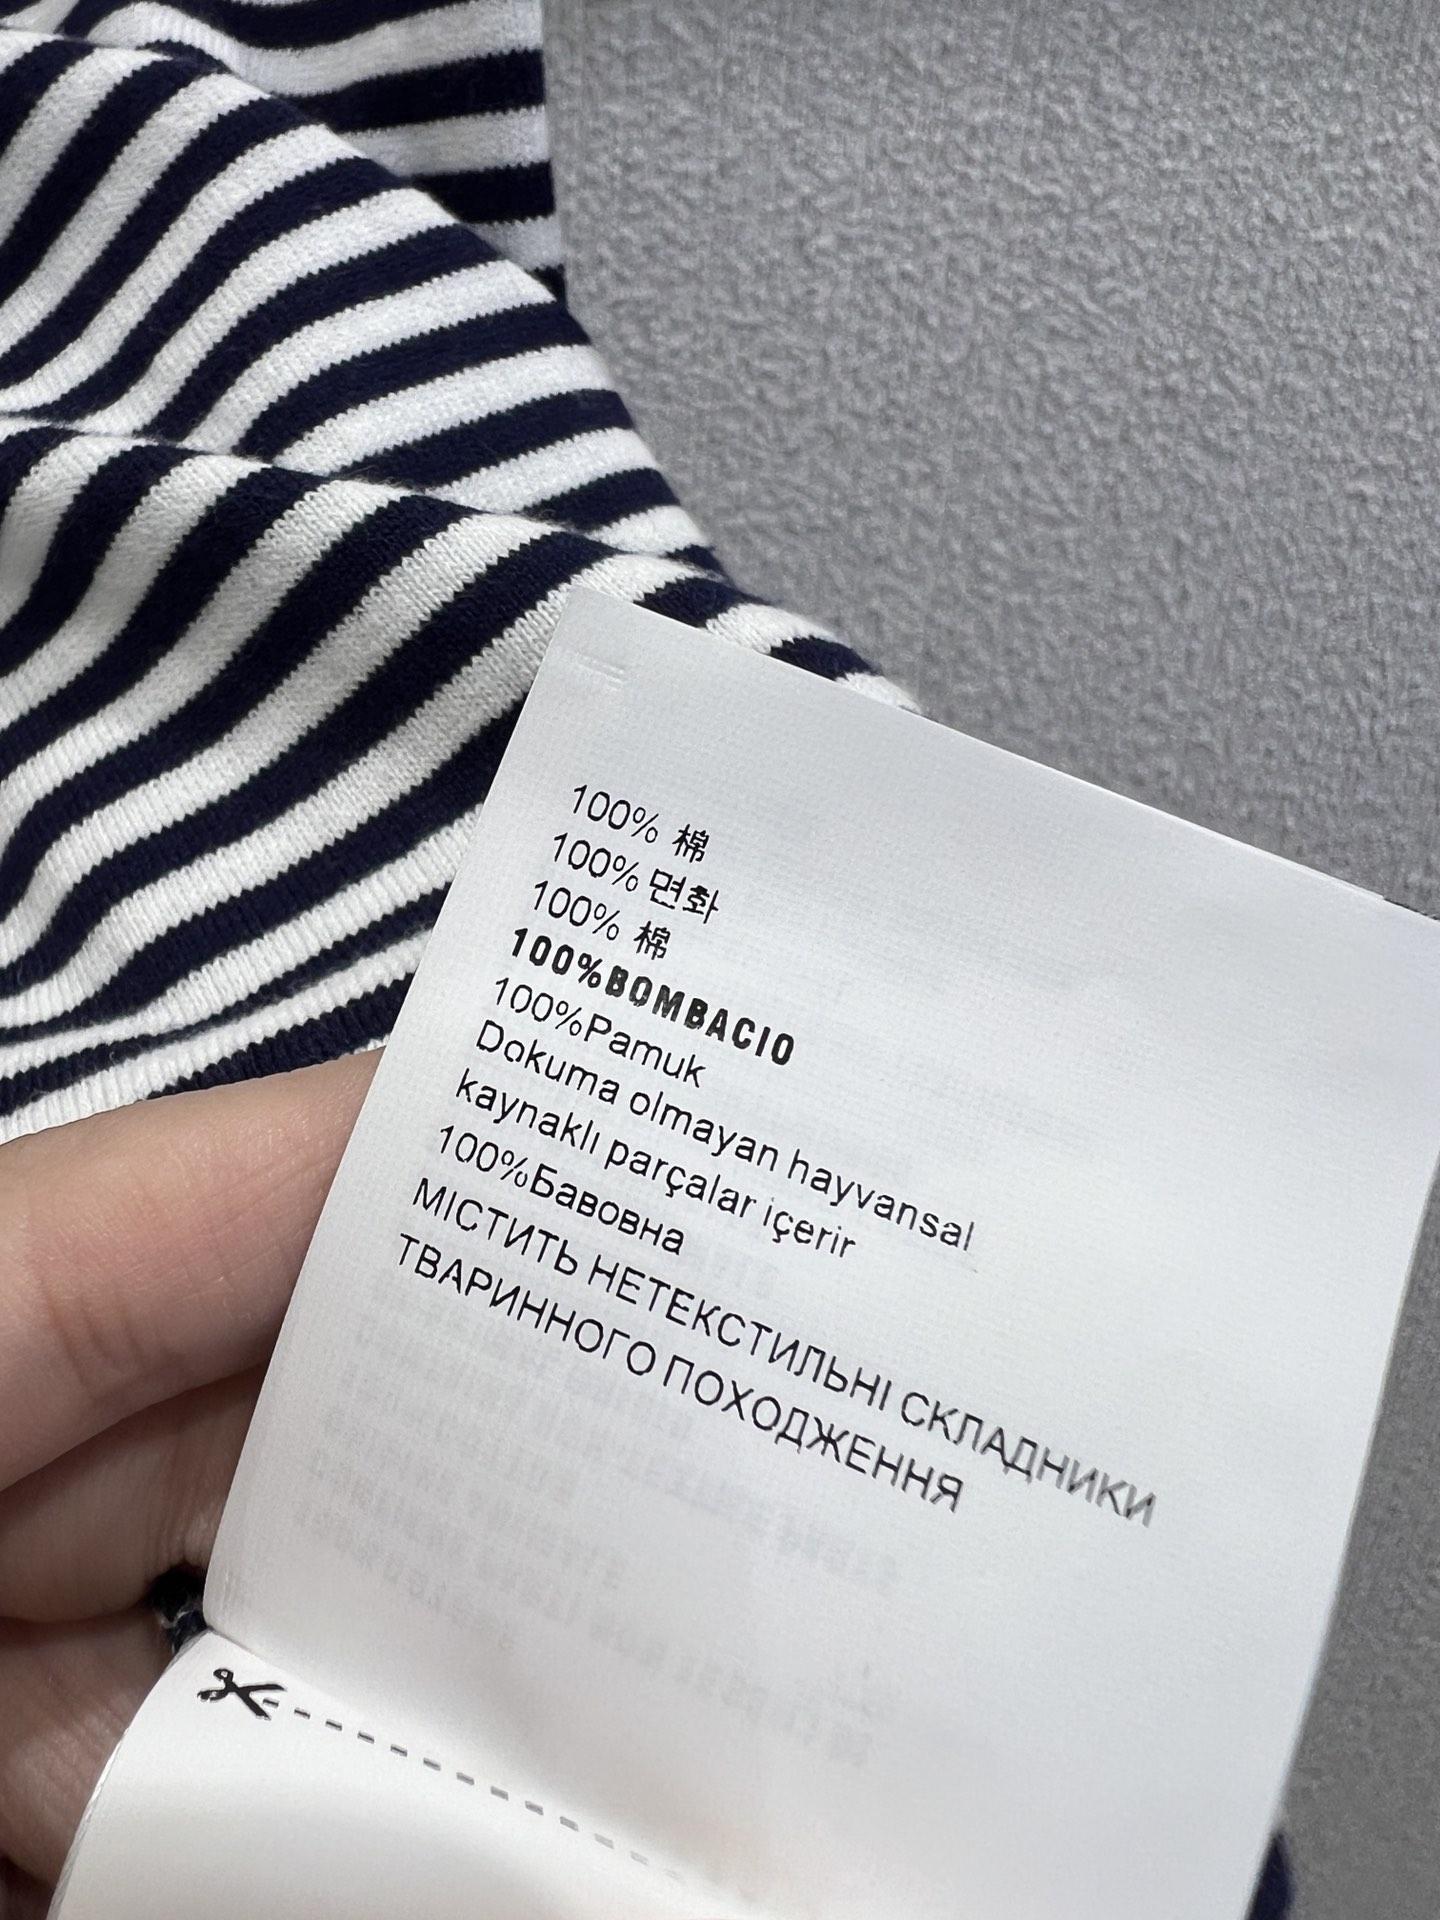 100% 棉
100% 면화
100% 棉
100%BOMBACIO
100%Pamuk
Dokuma olmayan hayvansal
kaynaklı parçalar içerir
100%Бавовна
МІСТИТЬ НЕТЕКСТИЛЬНІ СКЛАДНИКИ
ТВАРИННОГО ПОХОДЖЕННЯ